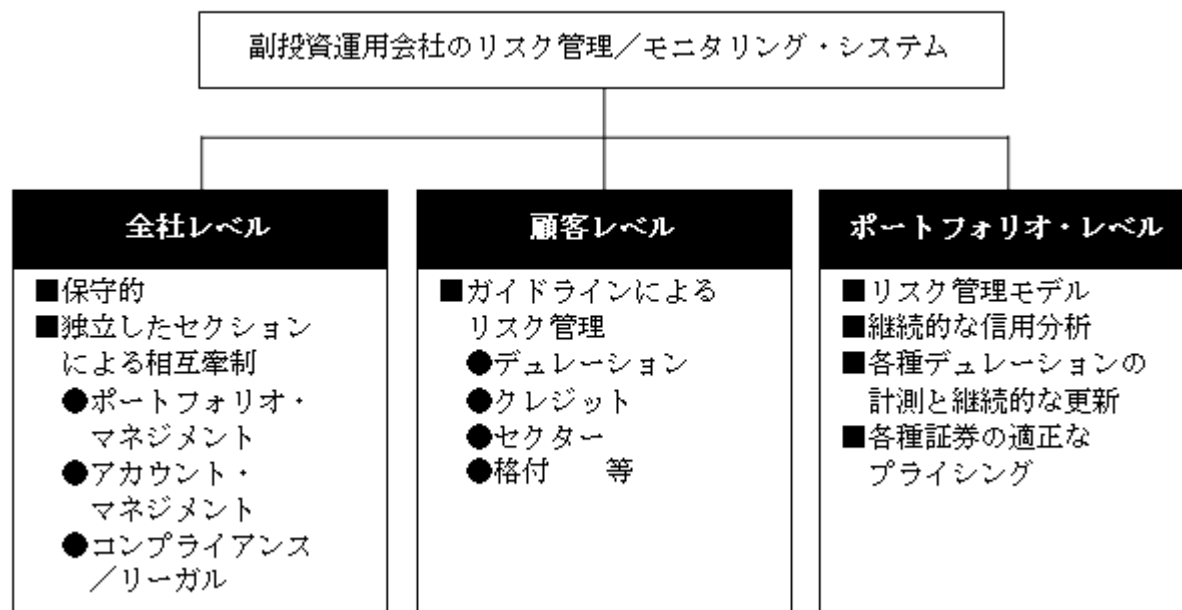 副投資運用会社のリスク管理／モニタリング・システム
全社レベル
■保守的
■独立したセクション
による相互牽制
●ポートフォリオ・
マネジメント
●アカウント・
マネジメント
●コンプライアンス
／リーガル
顧客レベル
■ガイドラインによる
リスク管理
●デュレーション
●クレジット
●セクター
●格付　　等
ポートフォリオ・レベル
■リスク管理モデル
■継続的な信用分析
■各種デュレーションの
計測と継続的な更新
■各種証券の適正な
プライシング